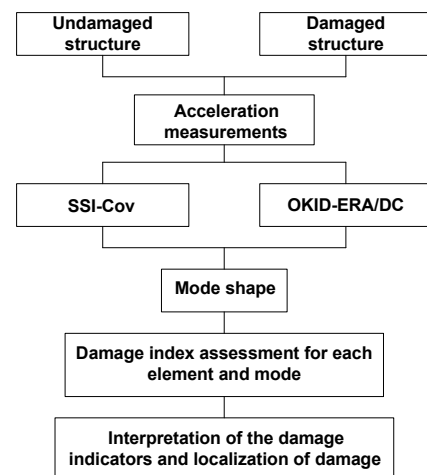 Undamaged
structure
Damaged
structure
Acceleration
measurements
SSI-Cov
OKID-ERA/DC
Mode shape
Damage index assessment for each
element and mode
Interpretation of the damage
indicators and localization of damage